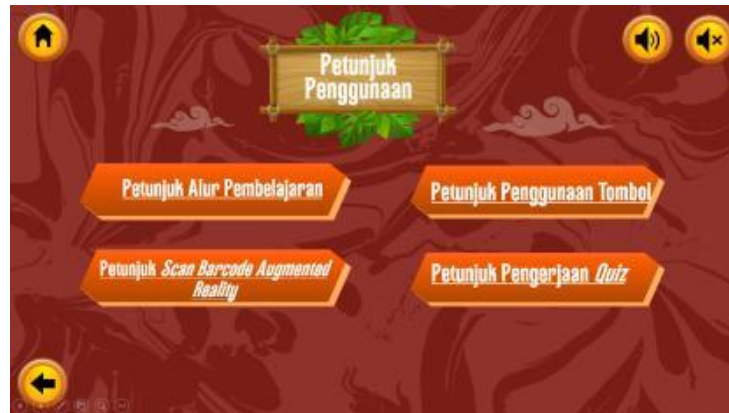 Petunjuk
Penggunaan
Petunjuk Alur Pembelajaran
Petunjuk Penggunaan Tombol
Petunjuk Scan Barcode Augmented
Reality
Petunjuk Pengerjaan Quiz